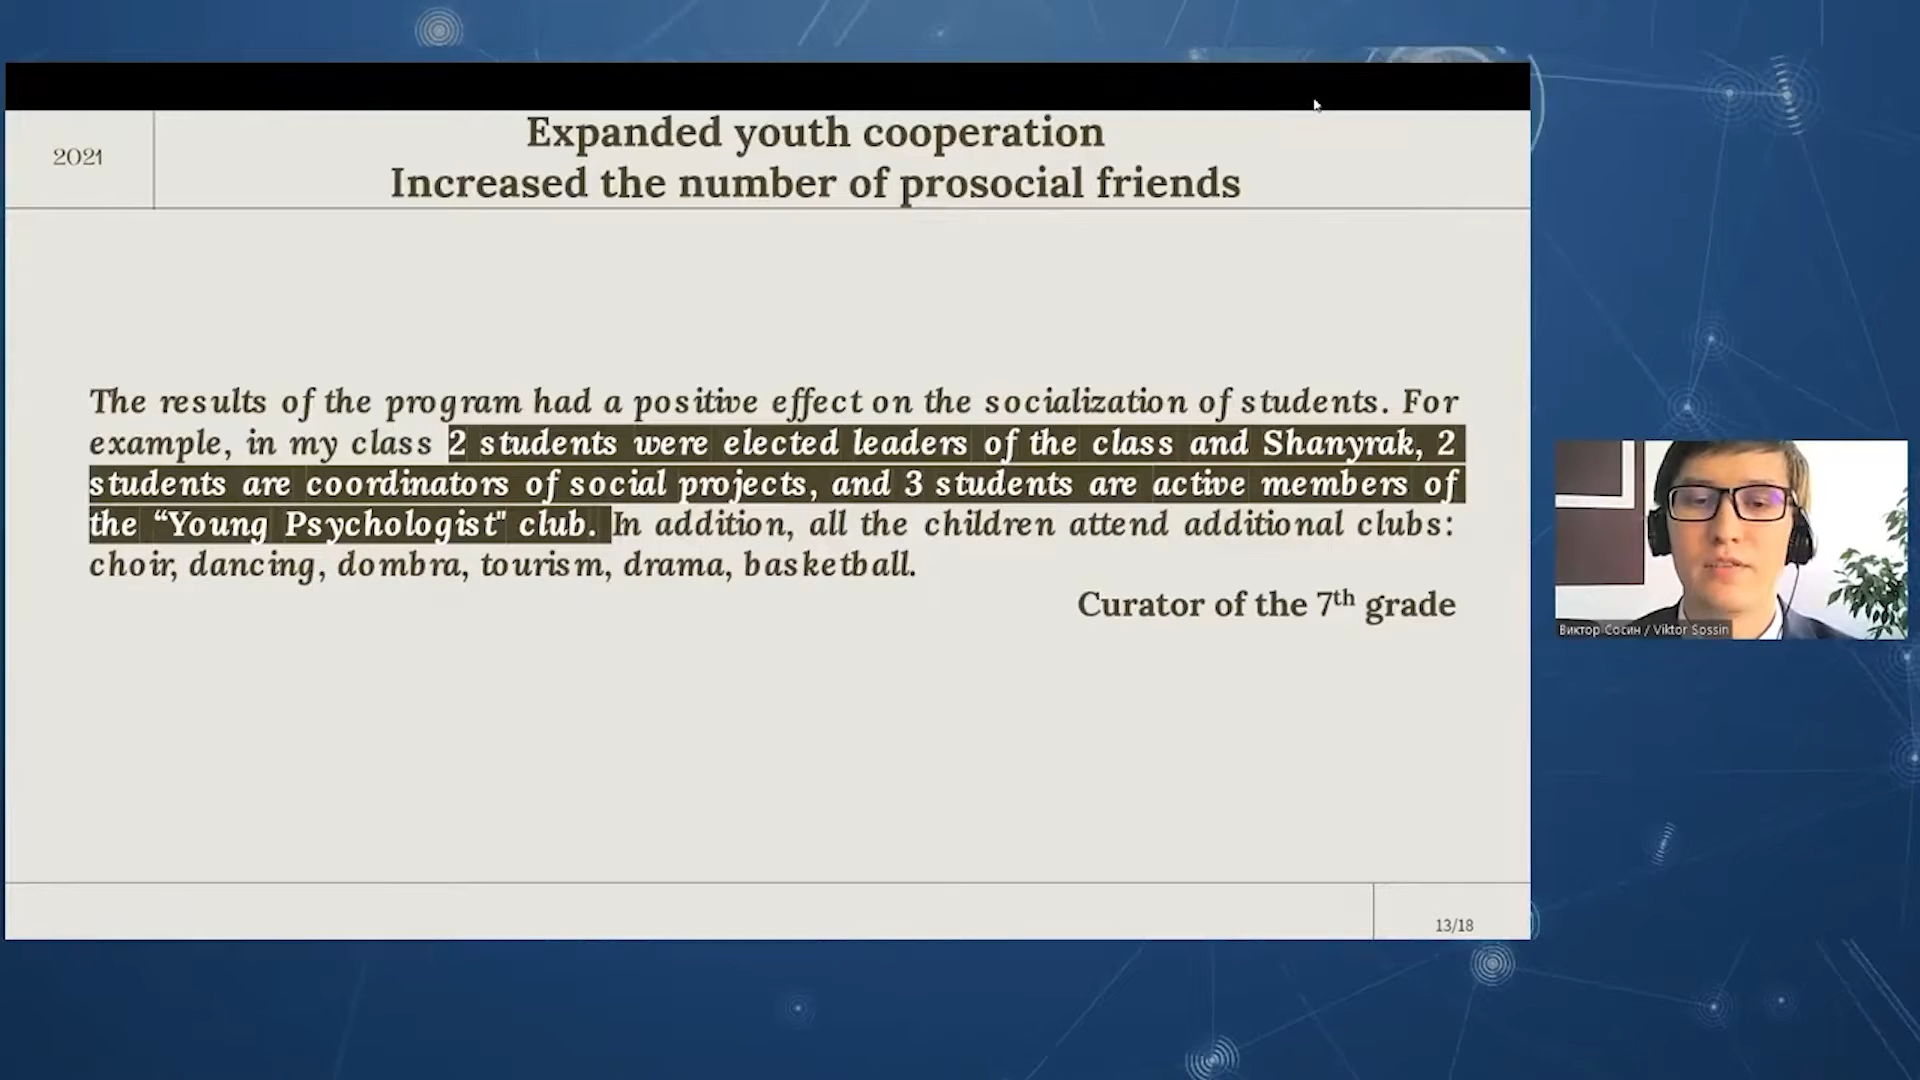 2021
Expanded youth cooperation
Increased the number of prosocial friends
The results of the program had a positive effect on the socialization of students. For
example, in my class 2 students were elected leaders of the class and Shanyrak, 2
students are coordinators of social projects, and 3 students are active members of
the “Young Psychologist" club. In addition, all the children attend additional clubs:
choir, dancing, dombra, tourism, drama, basketball.
Curator of the 7th grade
Виктор Сосин / Viktor Sossin
13/18